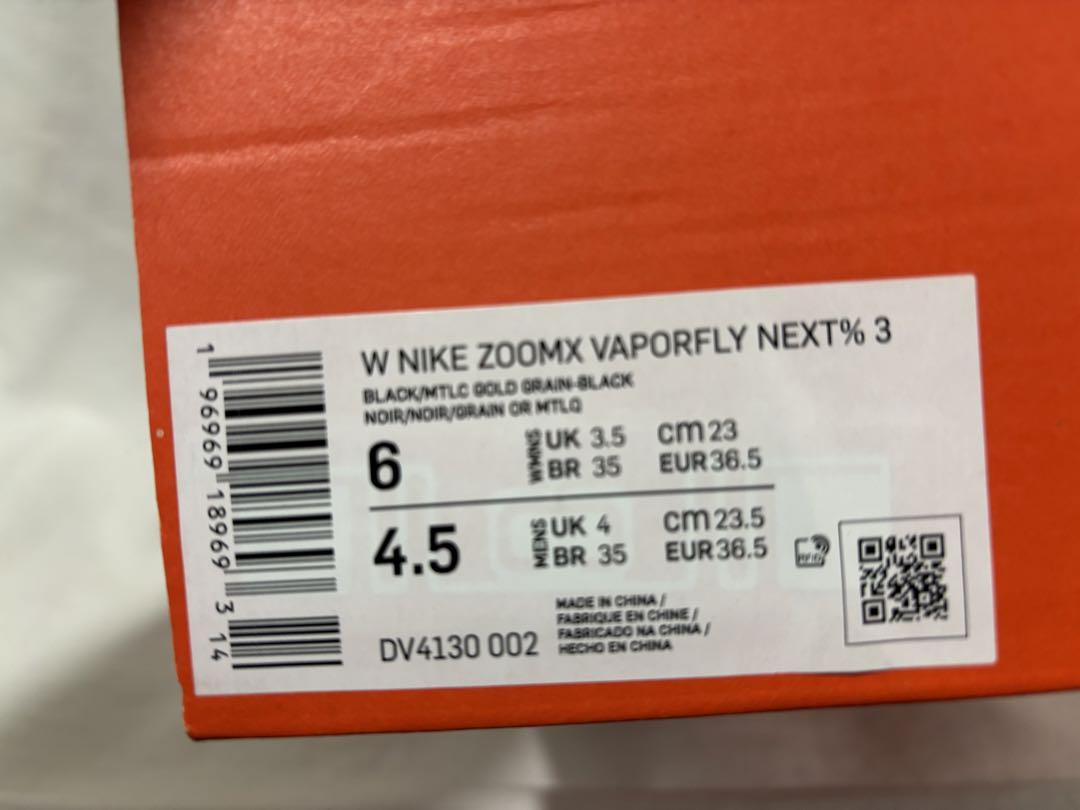 W NIKE ZOOMX VAPORFLY NEXT% 3
BLACK/MTLC GOLD GRAIN-BLACK
NOIR/NOIR/GRAIN OR MTLQ
6 WMNS UK 3.5 CM 23
BR 35 EUR 36.5
4.5 MENS UK 4 CM 23.5
BR 35 EUR 36.5
RFID
DV4130 002
MADE IN CHINA /
FABRIQUE EN CHINE /
FABRICADO NA CHINA /
HECHO EN CHINA
1 96969 18969 3 14